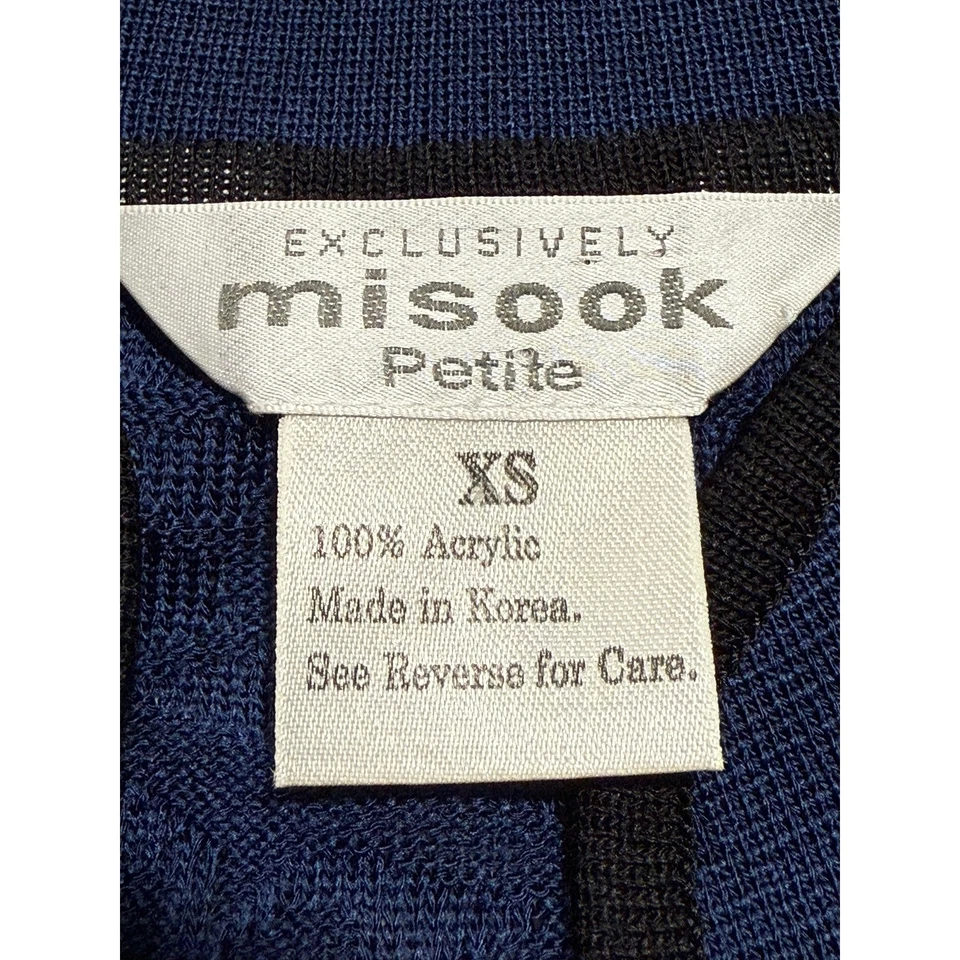 EXCLUSIVELY
misook
Petite
XS
100% Acrylic
Made in Korea.
See Reverse for Care.